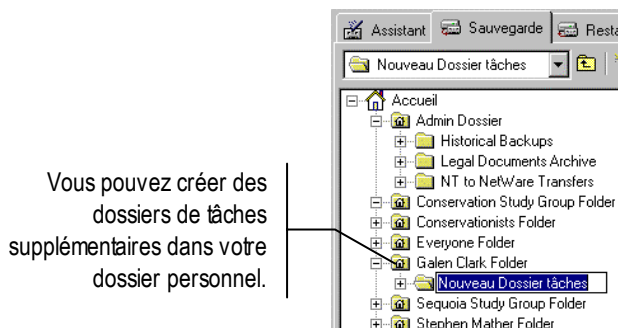 Assistant Sauvegarde Resta
Nouveau Dossier tâches
Accueil
Admin Dossier
Historical Backups
Legal Documents Archive
NT to NetWare Transfers
Conservation Study Group Folder
Conservationists Folder
Everyone Folder
Galen Clark Folder
Nouveau Dossier tâches
Sequoia Study Group Folder
Stephen Mather Folder
Vous pouvez créer des
dossiers de tâches
supplémentaires dans votre
dossier personnel.